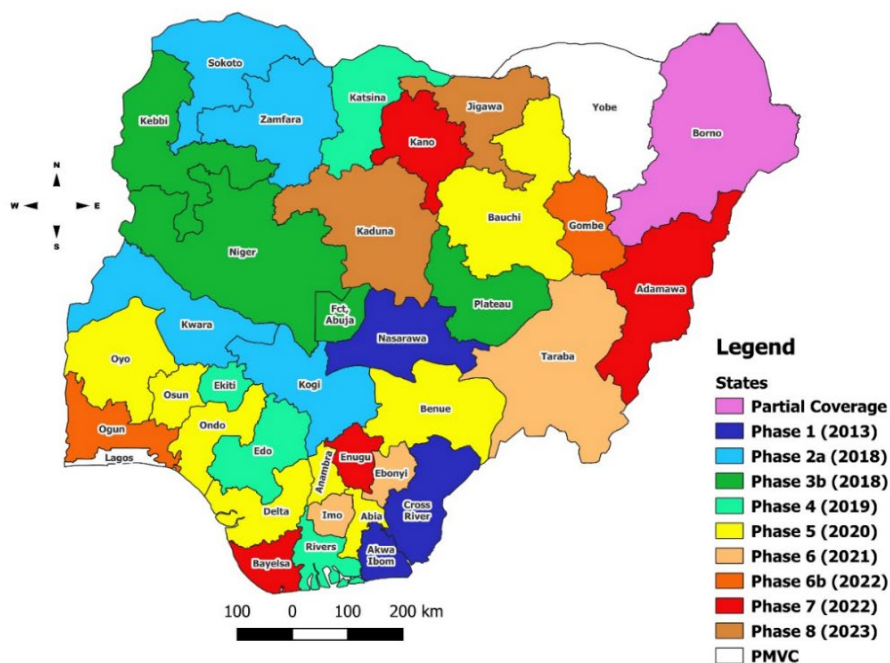 Sokoto
Katsina
Jigawa
Yobe
Kebbi
Zamfara
Borno
Kano
N
W E
S
Bauchi
Gombe
Kaduna
Niger
Adamawa
Fct,
Abuja
Plateau
Kwara
Nasarawa
Taraba
Oyo
Ekiti
Kogi
Osun
Benue
Ogun
Ondo
Lagos
Edo
Anambra
Enugu
Ebonyi
Cross
River
Delta
Imo
Abia
Rivers
Akwa
Ibom
Bayelsa
100 0 100 200 km
Legend
States
Partial Coverage
Phase 1 (2013)
Phase 2a (2018)
Phase 3b (2018)
Phase 4 (2019)
Phase 5 (2020)
Phase 6 (2021)
Phase 6b (2022)
Phase 7 (2022)
Phase 8 (2023)
PMVC